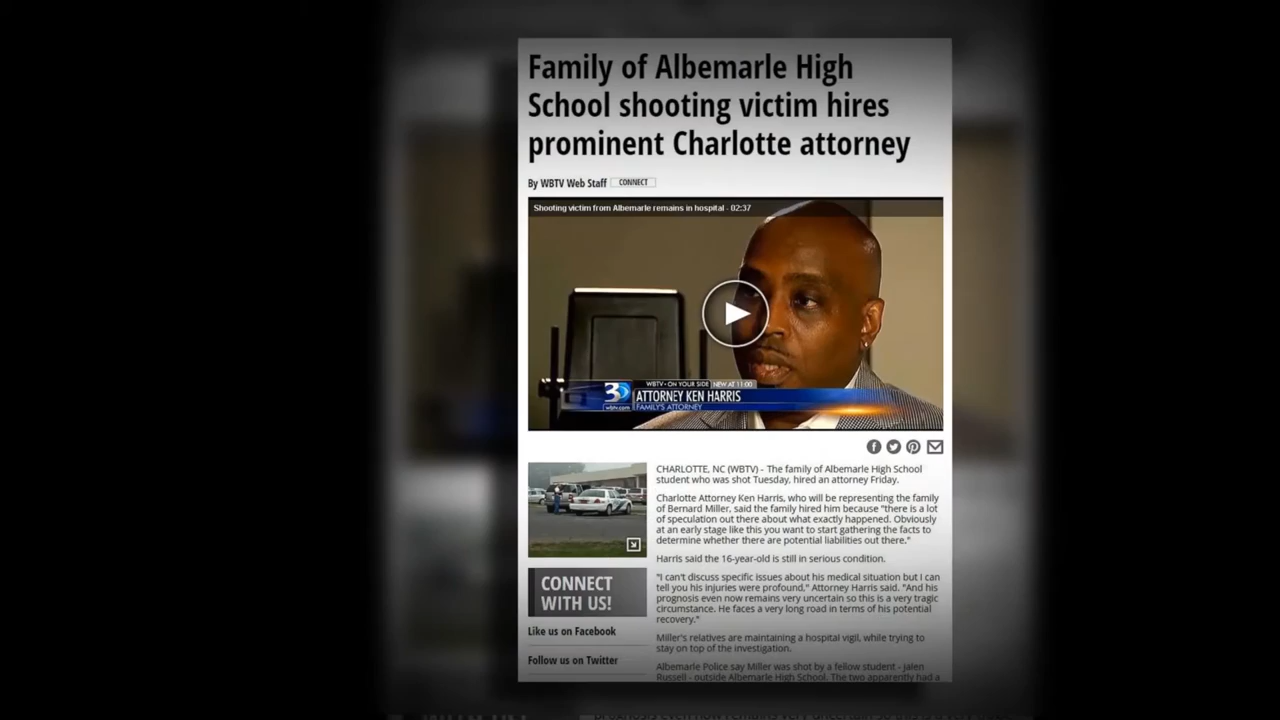 Family of Albemarle High
School shooting victim hires
prominent Charlotte attorney
By WBTV Web Staff CONNECT
Shooting victim from Albemarle remains in hospital - 02:37
WBTV • ON YOUR SIDE NEW AT 11:00
3 ATTORNEY KEN HARRIS
wbtv.com FAMILY'S ATTORNEY
CHARLOTTE, NC (WBTV) - The family of Albemarle High School
student who was shot Tuesday, hired an attorney Friday.
Charlotte Attorney Ken Harris, who will be representing the family
of Bernard Miller, said the family hired him because "there is a lot
of speculation out there about what exactly happened. Obviously
at an early stage like this you want to start gathering the facts to
determine whether there are potential liabilities out there."
Harris said the 16-year-old is still in serious condition.
"I can't discuss specific issues about his medical situation but I can
tell you his injuries were profound," Attorney Harris said. "And his
prognosis even now remains very uncertain so this is a very tragic
circumstance. He faces a very long road in terms of his potential
recovery."
Miller's relatives are maintaining a hospital vigil, while trying to
stay on top of the investigation.
Albemarle Police say Miller was shot by a fellow student - Jalen
Russell - outside Albemarle High School. The two apparently had a
CONNECT
WITH US!
Like us on Facebook
Follow us on Twitter